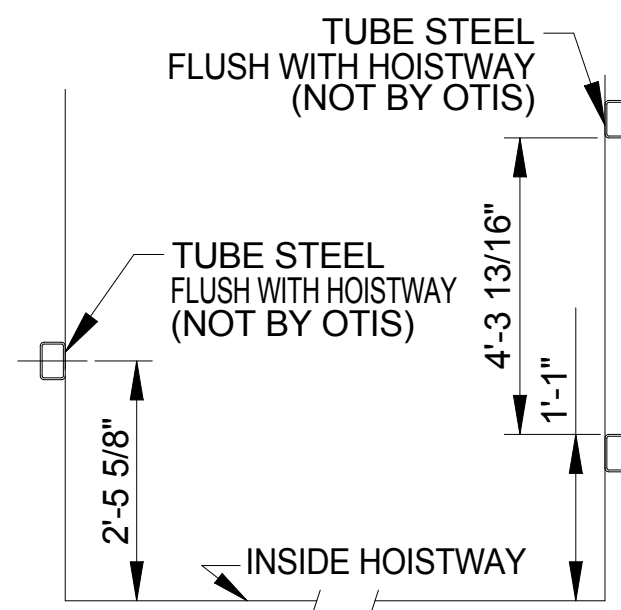 TUBE STEEL
FLUSH WITH HOISTWAY
(NOT BY OTIS)
TUBE STEEL
FLUSH WITH HOISTWAY
(NOT BY OTIS)
4'-3 13/16"
1'-1"
2'-5 5/8"
INSIDE HOISTWAY